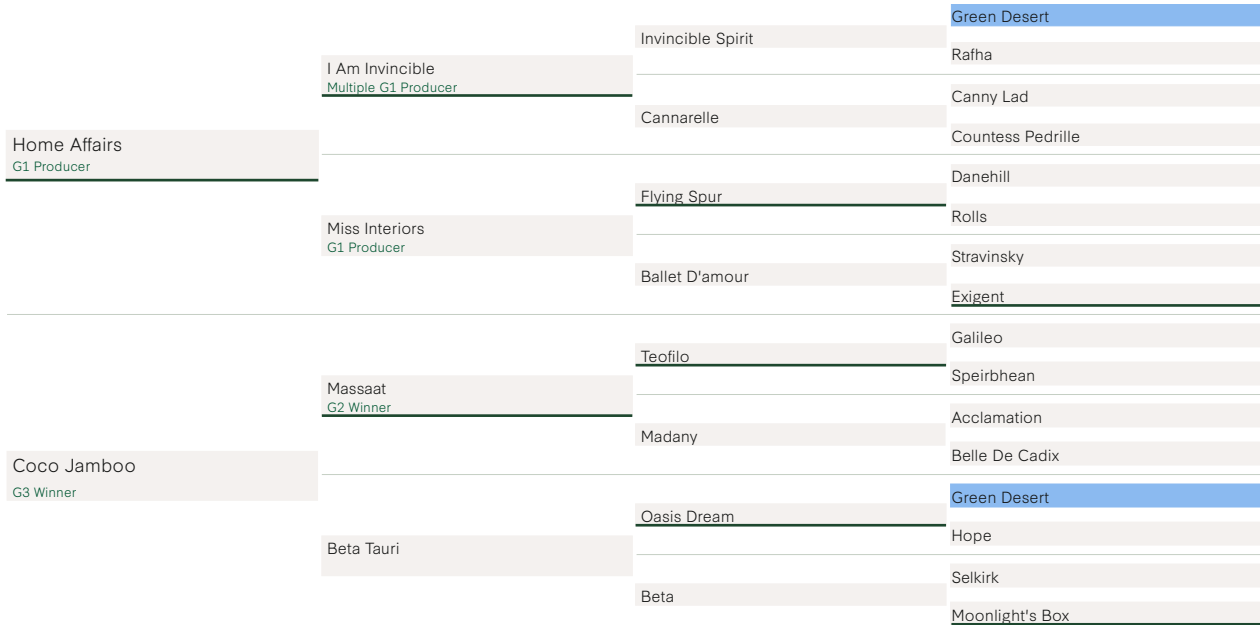 Home Affairs
G1 Producer
Coco Jamboo
G3 Winner
I Am Invincible
Multiple G1 Producer
Miss Interiors
G1 Producer
Massaat
G2 Winner
Beta Tauri
Invincible Spirit
Cannarelle
Flying Spur
Ballet D'amour
Teofilo
Madany
Oasis Dream
Beta
Green Desert
Rafha
Canny Lad
Countess Pedrille
Danehill
Rolls
Stravinsky
Exigent
Galileo
Speirbhean
Acclamation
Belle De Cadix
Green Desert
Hope
Selkirk
Moonlight's Box